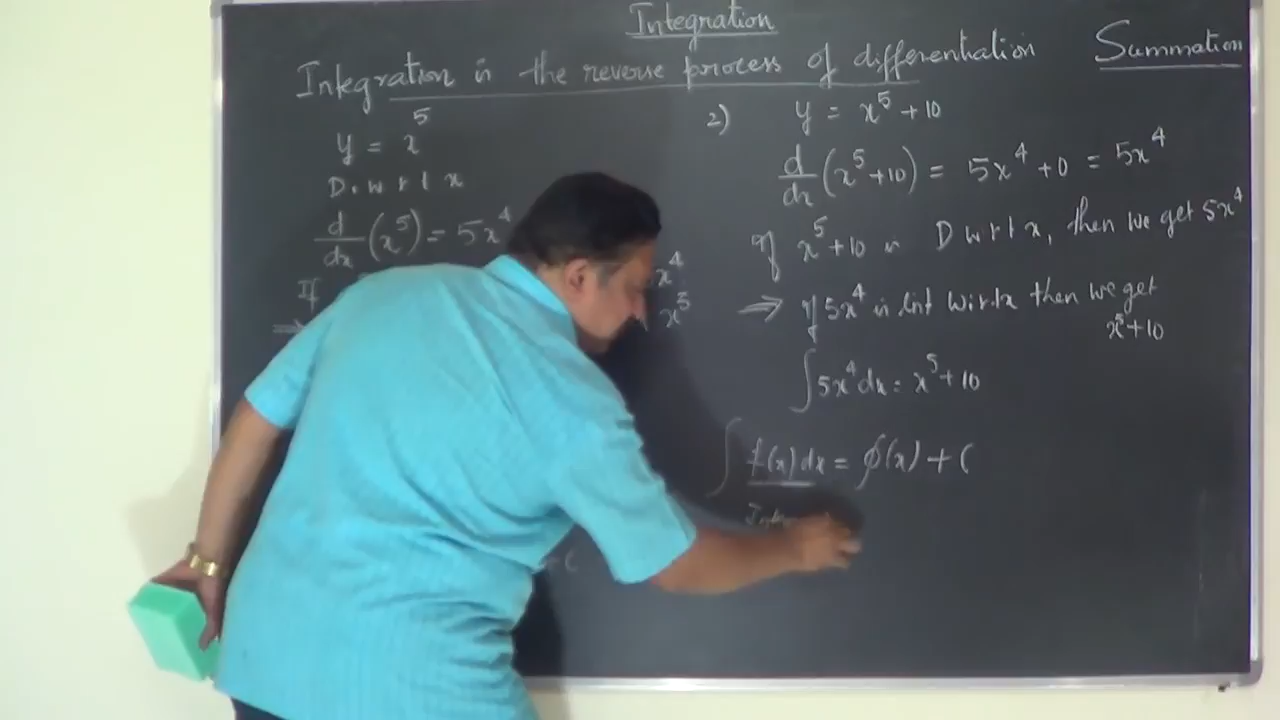 Integration
Summation
Integration is the reverse process of differentiation
y = x^5
D. w r t x
d/dx (x^5) = 5x^4
If
⇒
x^4
x^5
2) y = x^5 + 10
d/dx (x^5 + 10) = 5x^4 + 0 = 5x^4
If x^5 + 10 is D w r t x, then we get 5x^4
⇒ If 5x^4 is Int w.r.t.x then we get
x^5 + 10
∫ 5x^4 dx = x^5 + 10
∫ f(x) dx = ϕ(x) + C
+ C